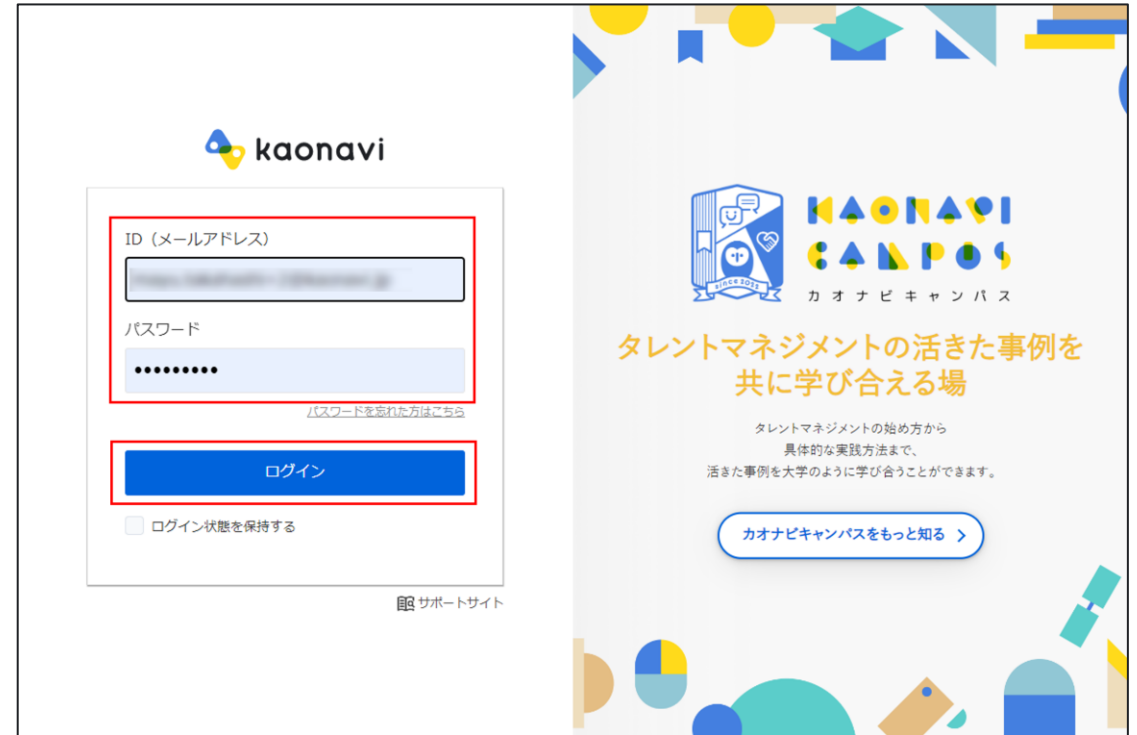 kaonavi
ID（メールアドレス）
パスワード
•••••••••
パスワードを忘れた方はこちら
ログイン
ログイン状態を保持する
サポートサイト
since 2011
KAONAVI
CAMPUS
カオナビキャンパス
タレントマネジメントの活きた事例を
共に学び合える場
タレントマネジメントの始め方から
具体的な実践方法まで、
活きた事例を大学のように学び合うことができます。
カオナビキャンパスをもっと知る